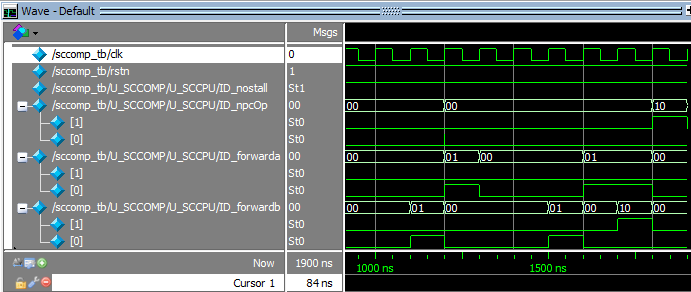 Wave - Default
Msgs
/sccomp_tb/clk 0
/sccomp_tb/rstn 1
/sccomp_tb/U_SCCOMP/U_SCCPU/ID_nostall St1
/sccomp_tb/U_SCCOMP/U_SCCPU/ID_npcOp 00 00 00 10
[1] St0
[0] St0
/sccomp_tb/U_SCCOMP/U_SCCPU/ID_forwarda 00 00 01 00 01 00
[1] St0
[0] St0
/sccomp_tb/U_SCCOMP/U_SCCPU/ID_forwardb 00 00 01 00 01 00 10 00
[1] St0
[0] St0
Now 1900 ns 1000 ns 1500 ns
Cursor 1 84 ns